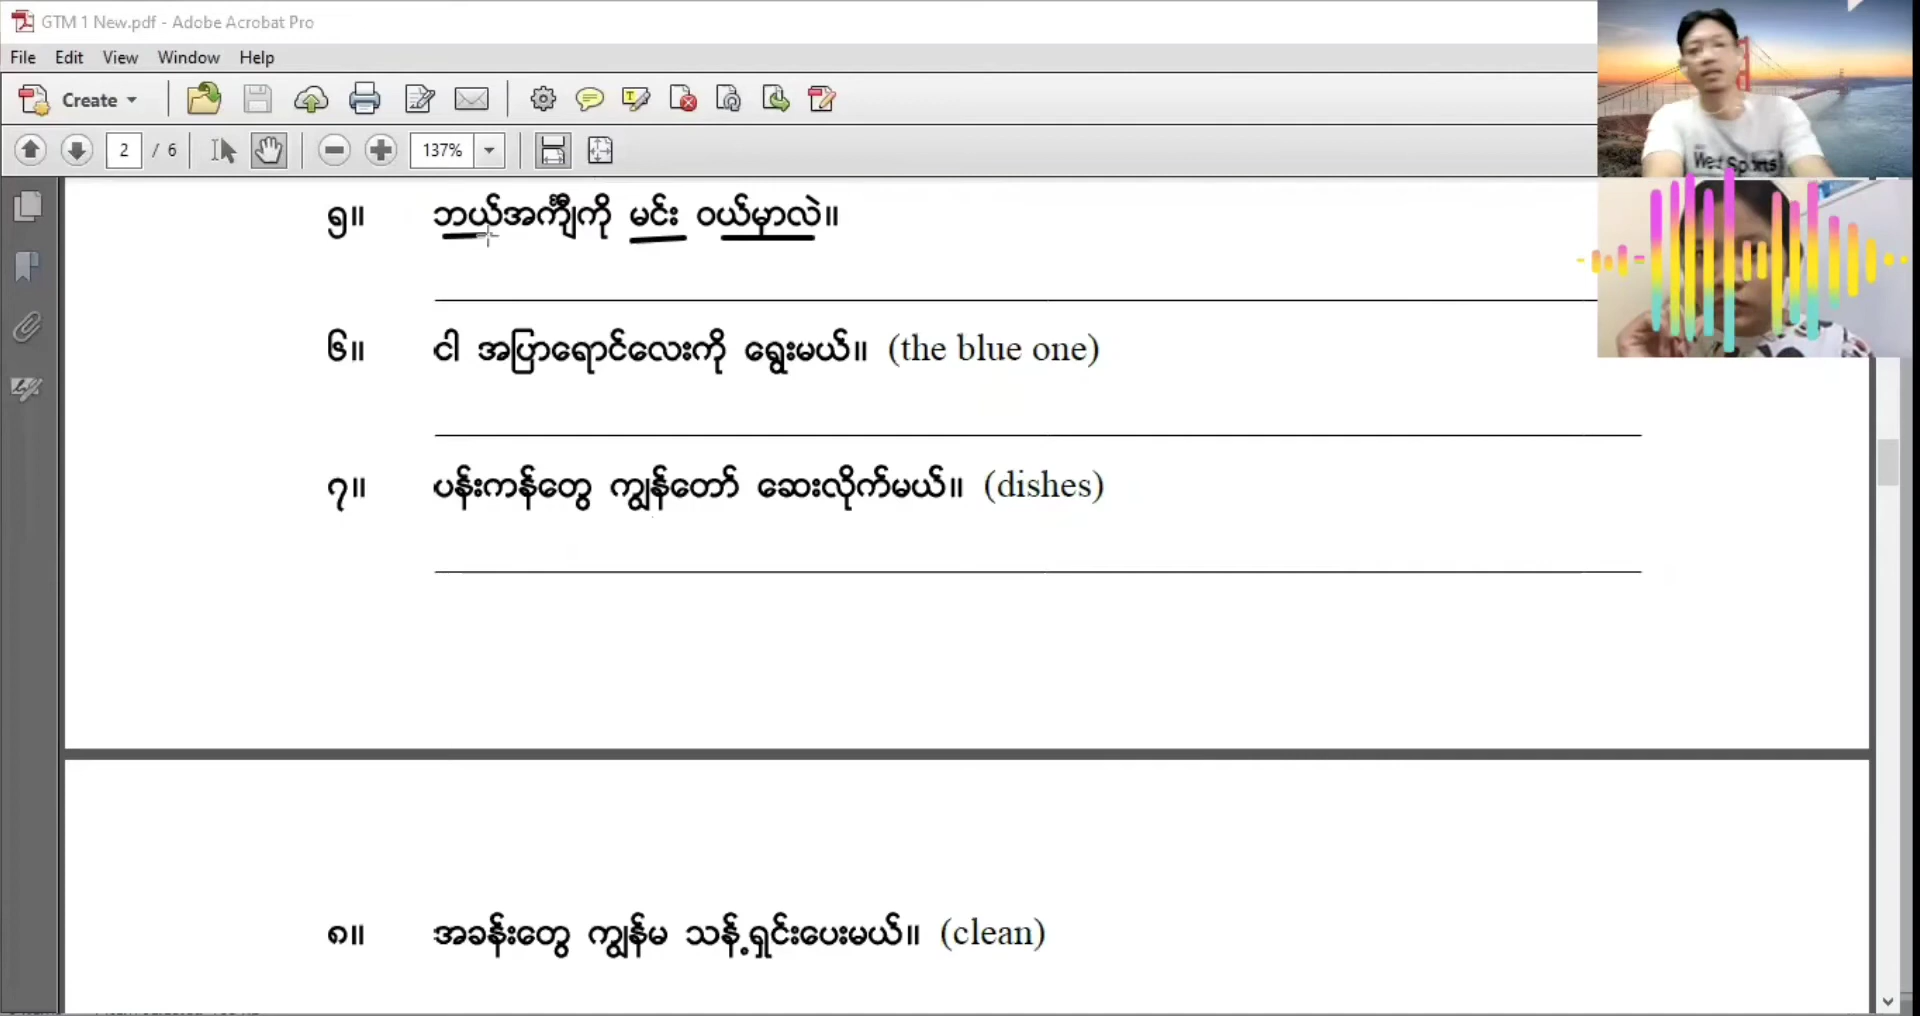 GTM 1 New.pdf - Adobe Acrobat Pro
File Edit View Window Help
Create
2 / 6 137%
၅။ ဘယ်အင်္ကျီကို မင်း ဝယ်မှာလဲ။
၆။ ငါ အပြာရောင်လေးကို ရွေးမယ်။ (the blue one)
၇။ ပန်းကန်တွေ ကျွန်တော် ဆေးလိုက်မယ်။ (dishes)
၈။ အခန်းတွေ ကျွန်မ သန့်ရှင်းပေးမယ်။ (clean)